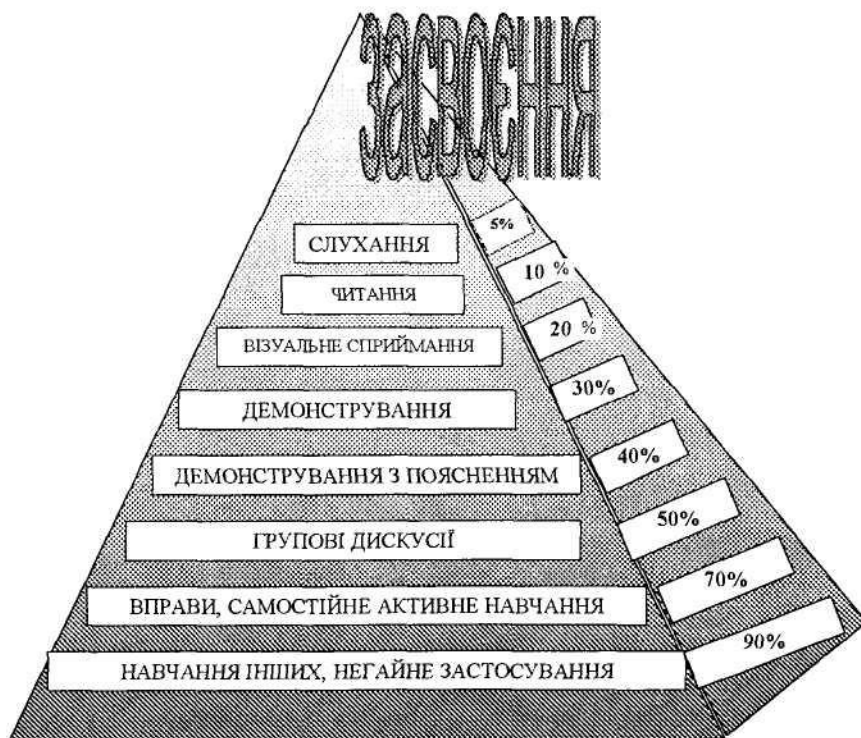 ЗАСВОЄННЯ
СЛУХАННЯ 5%
ЧИТАННЯ 10 %
ВІЗУАЛЬНЕ СПРИЙМАННЯ 20 %
ДЕМОНСТРУВАННЯ 30%
ДЕМОНСТРУВАННЯ З ПОЯСНЕННЯМ 40%
ГРУПОВІ ДИСКУСІЇ 50%
ВПРАВИ, САМОСТІЙНЕ АКТИВНЕ НАВЧАННЯ 70%
НАВЧАННЯ ІНШИХ, НЕГАЙНЕ ЗАСТОСУВАННЯ 90%